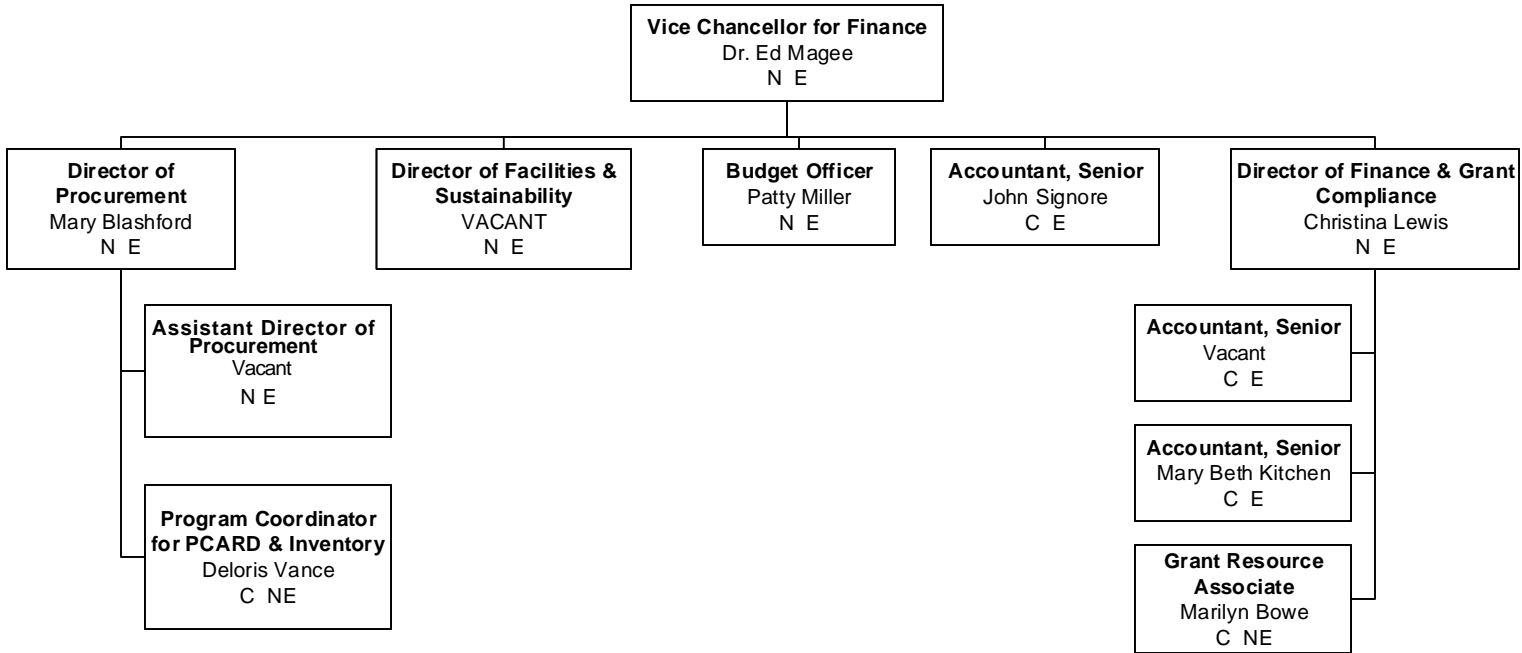 Vice Chancellor for Finance
Dr. Ed Magee
N E
Director of
Procurement
Mary Blashford
N E
Director of Facilities &
Sustainability
VACANT
N E
Budget Officer
Patty Miller
N E
Accountant, Senior
John Signore
C E
Director of Finance & Grant
Compliance
Christina Lewis
N E
Assistant Director of
Procurement
Vacant
N E
Program Coordinator
for PCARD & Inventory
Deloris Vance
C NE
Accountant, Senior
Vacant
C E
Accountant, Senior
Mary Beth Kitchen
C E
Grant Resource
Associate
Marilyn Bowe
C NE